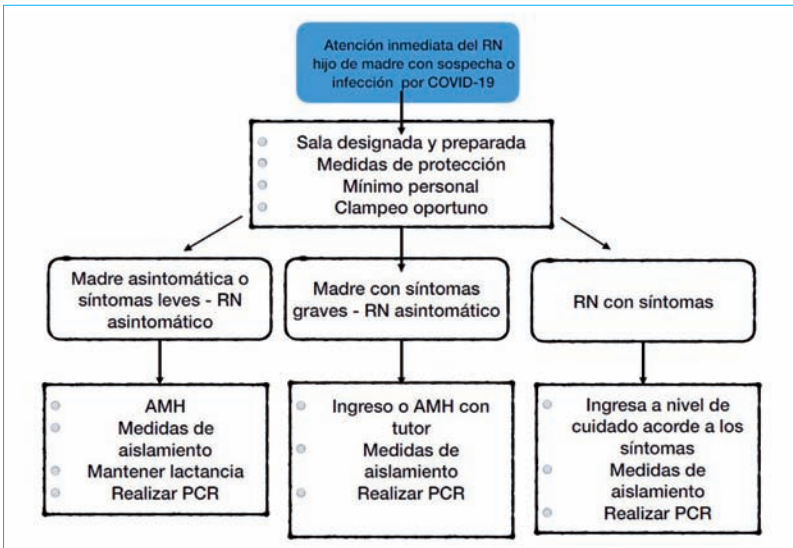 Atención inmediata del RN
hijo de madre con sospecha o
infección por COVID-19
Sala designada y preparada
Medidas de protección
Mínimo personal
Clampeo oportuno
Madre asintomática o
síntomas leves - RN
asintomático
Madre con síntomas
graves - RN asintomático
RN con síntomas
AMH
Medidas de
aislamiento
Mantener lactancia
Realizar PCR
Ingreso o AMH con
tutor
Medidas de
aislamiento
Realizar PCR
Ingresa a nivel de
cuidado acorde a los
síntomas
Medidas de
aislamiento
Realizar PCR